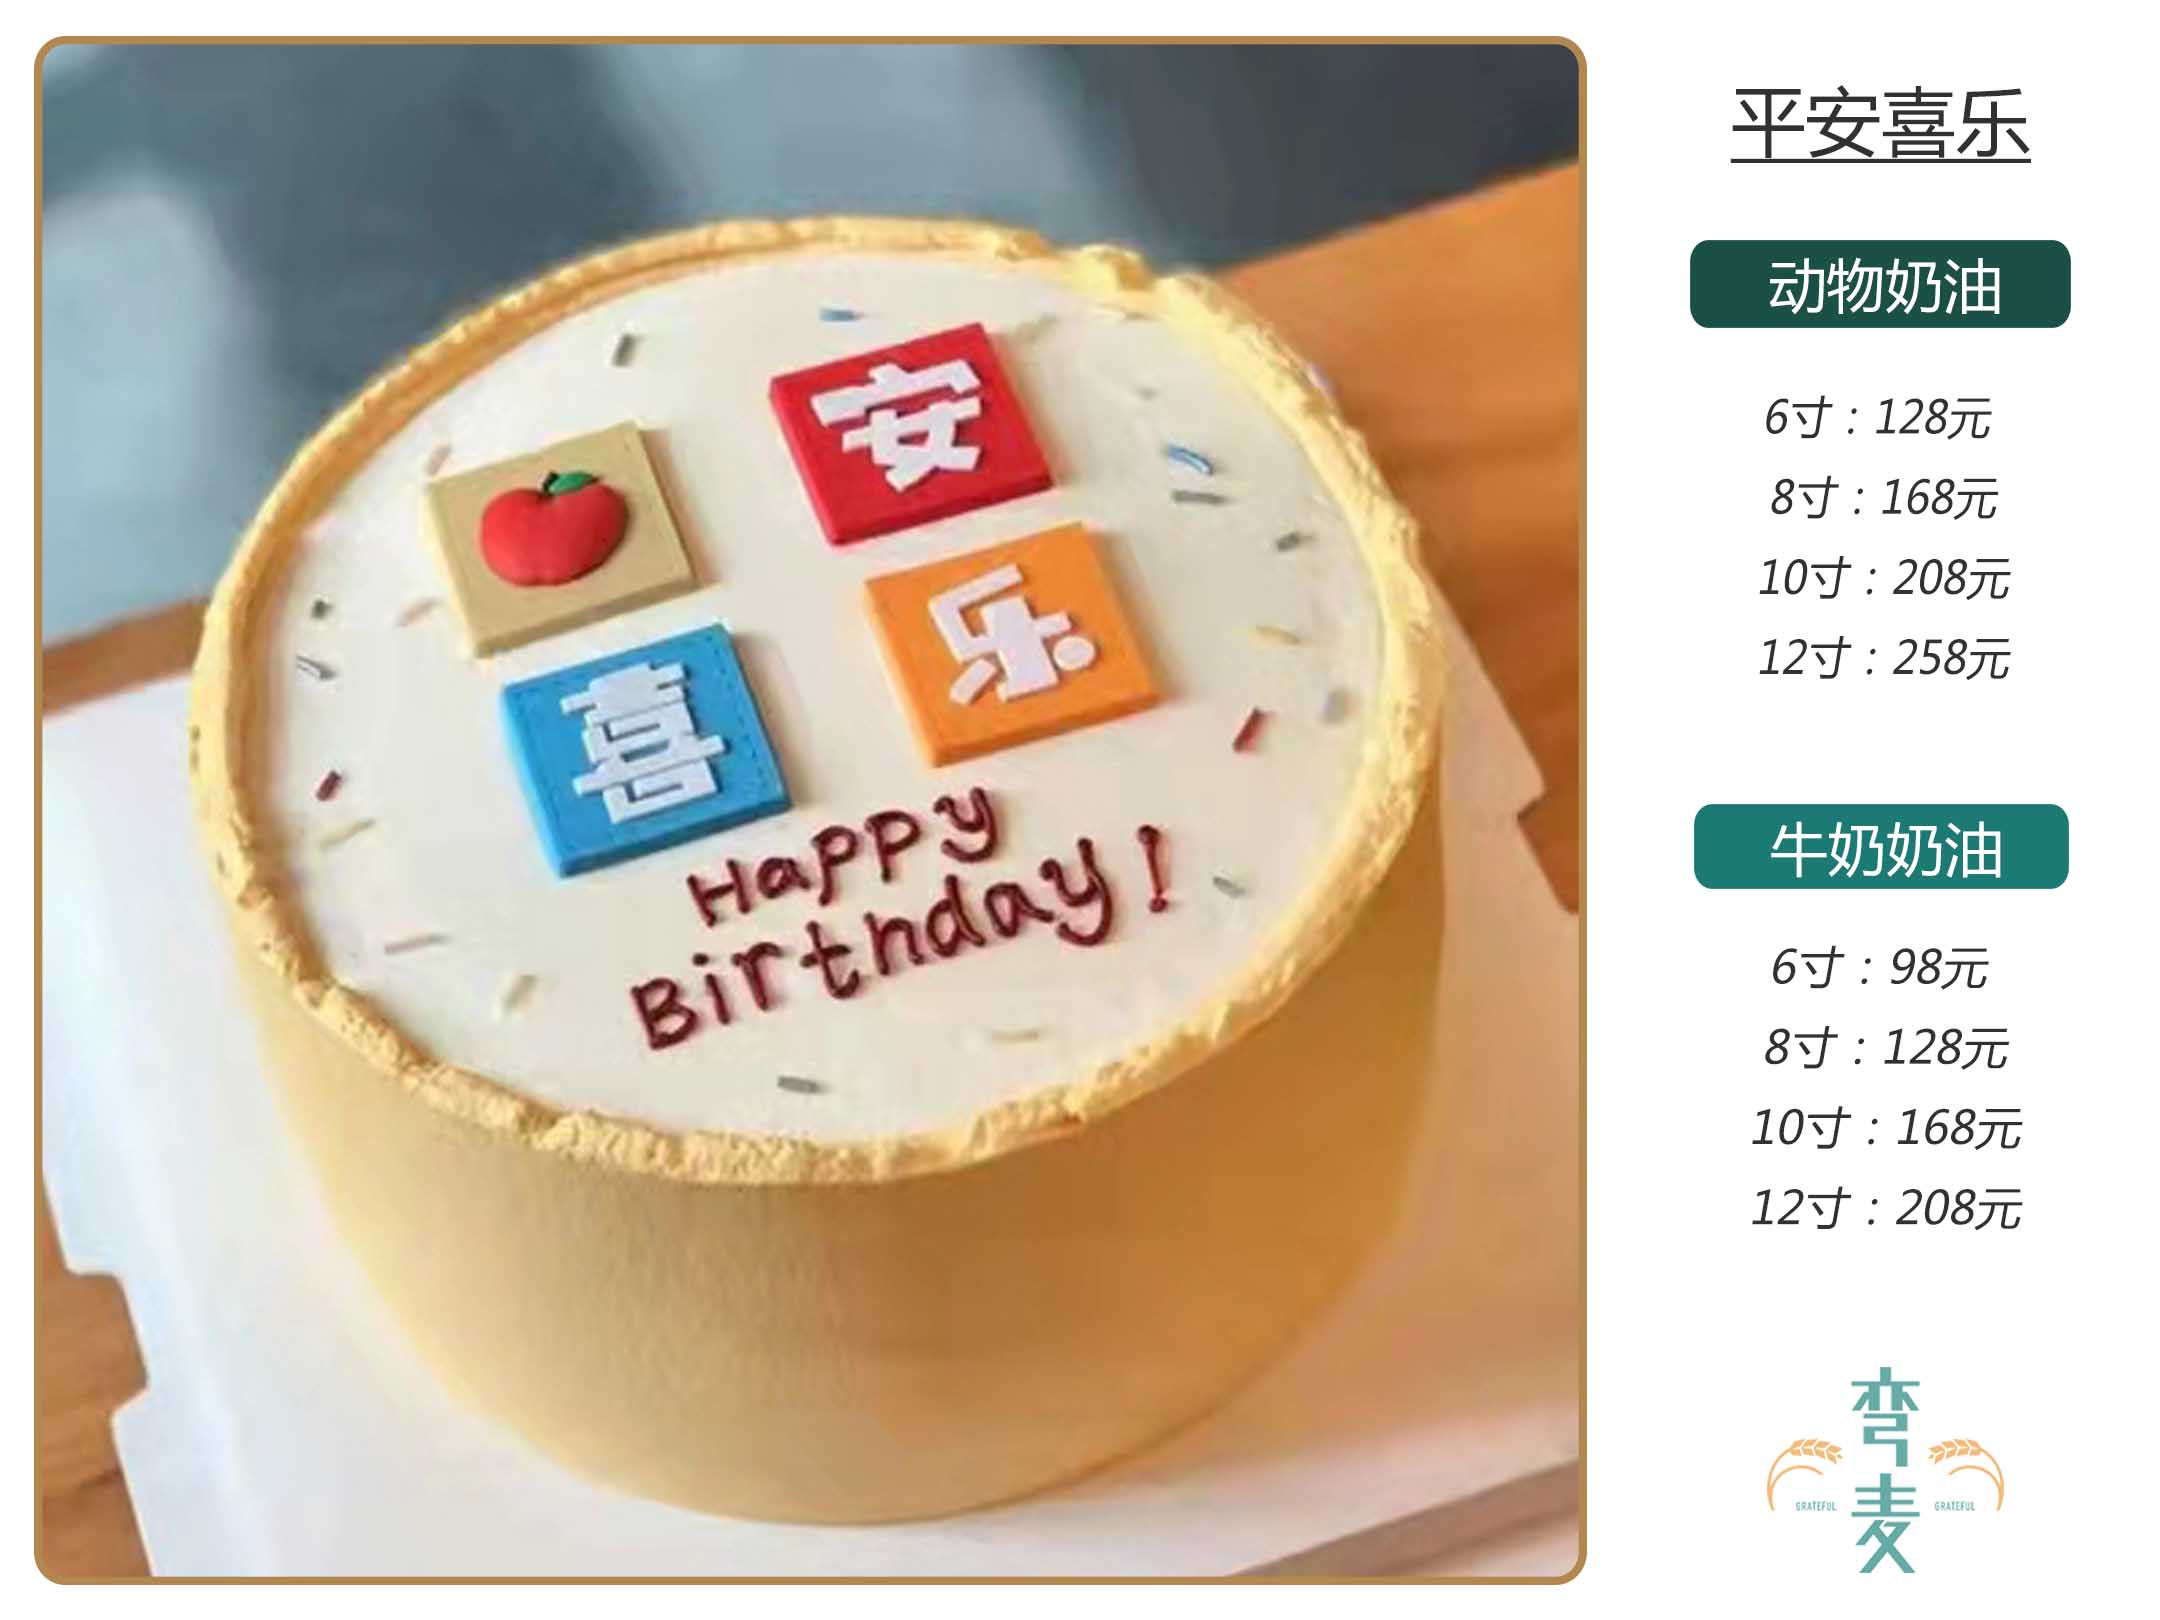 安
喜 乐
Happy
Birthday!
平安喜乐
动物奶油
6寸：128元
8寸：168元
10寸：208元
12寸：258元
牛奶奶油
6寸：98元
8寸：128元
10寸：168元
12寸：208元
弯麦
GRATEFUL GRATEFUL